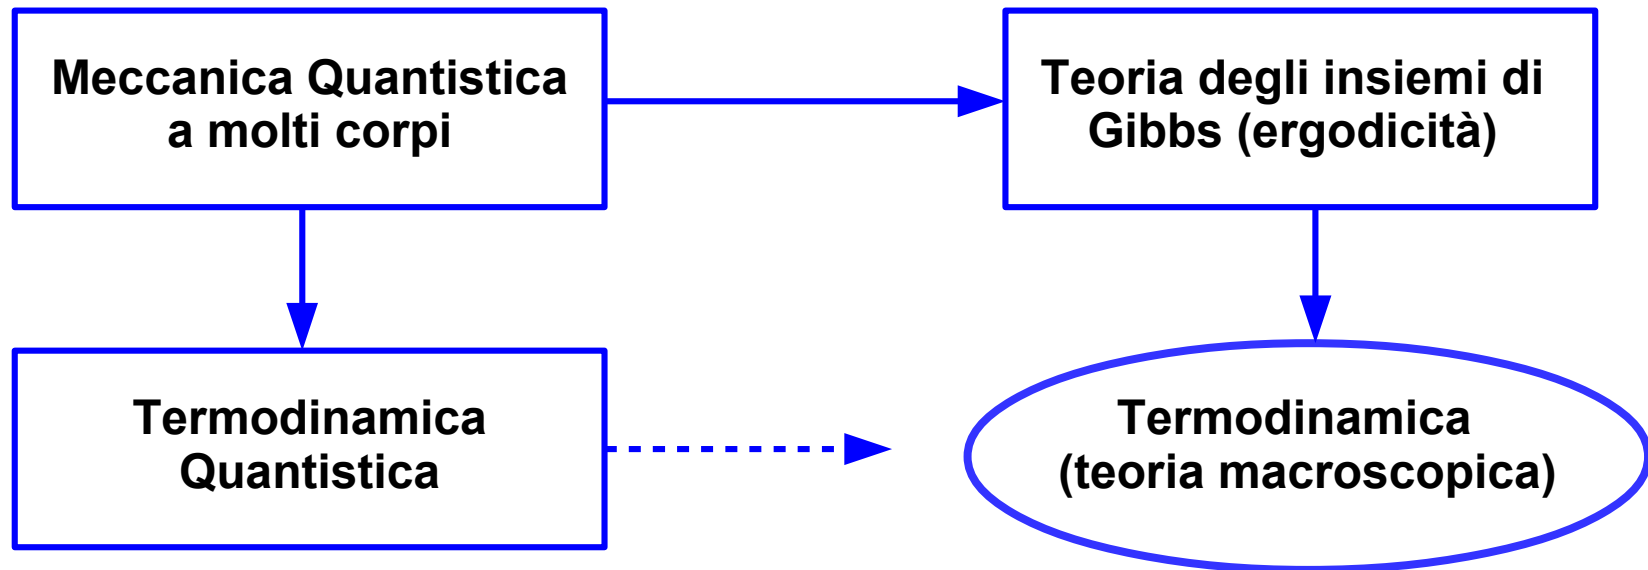 Meccanica Quantistica
a molti corpi
Teoria degli insiemi di
Gibbs (ergodicità)
Termodinamica
Quantistica
Termodinamica
(teoria macroscopica)